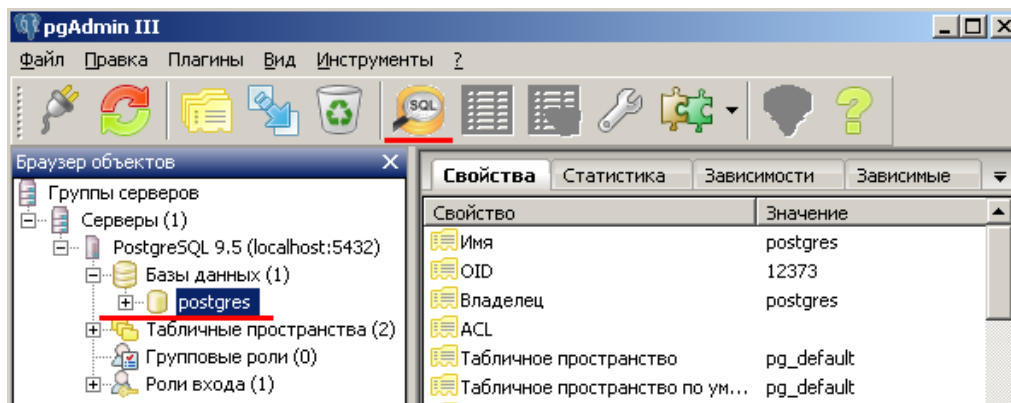 pgAdmin III
Файл Правка Плагины Вид Инструменты ?
SQL
Браузер объектов
Группы серверов
Серверы (1)
PostgreSQL 9.5 (localhost:5432)
Базы данных (1)
postgres
Табличные пространства (2)
Групповые роли (0)
Роли входа (1)
Свойства Статистика Зависимости Зависимые
Свойство Значение
Имя postgres
OID 12373
Владелец postgres
ACL
Табличное пространство pg_default
Табличное пространство по ум... pg_default